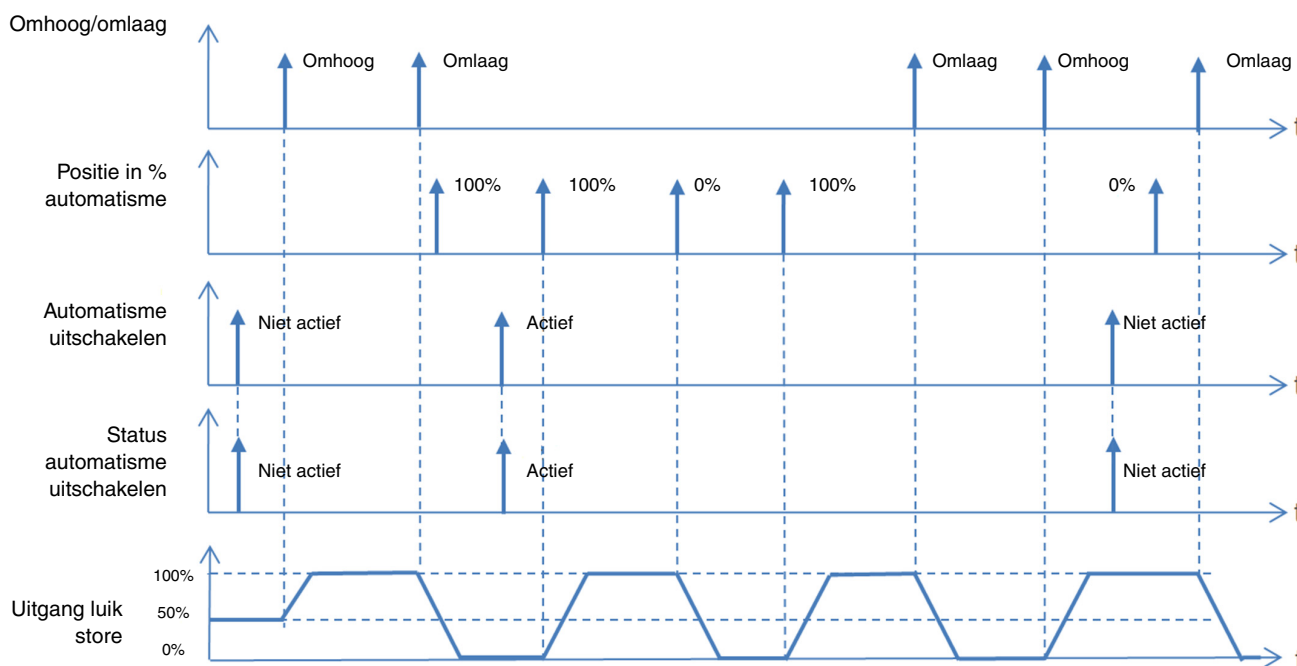 Omhoog/omlaag
Omhoog
Omlaag
Omlaag
Omhoog
Omlaag
t
Positie in %
automatisme
100%
100%
0%
100%
0%
t
Automatisme
uitschakelen
Niet actief
Actief
Niet actief
t
Status
automatisme
uitschakelen
Niet actief
Actief
Niet actief
t
Uitgang luik
store
100%
50%
0%
t